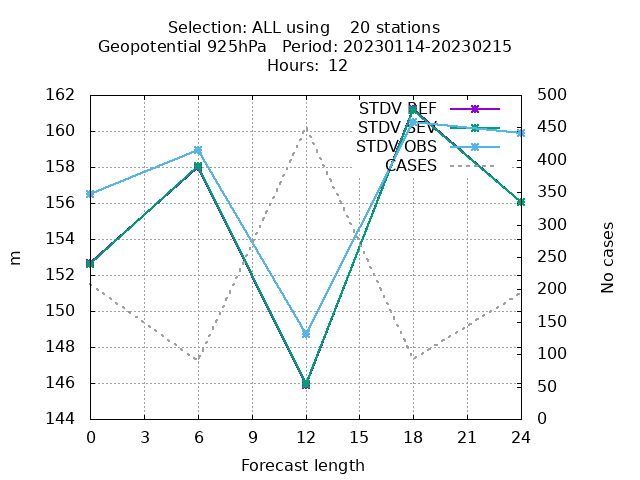 Selection: ALL using    20 stations
Geopotential 925hPa   Period: 20230114-20230215
Hours: 12
162
160
158
156
154
152
150
148
146
144
m
STDV REF
STDV SEV
STDV OBS
CASES
500
450
400
350
300
250
200
150
100
50
0
No cases
0 3 6 9 12 15 18 21 24
Forecast length